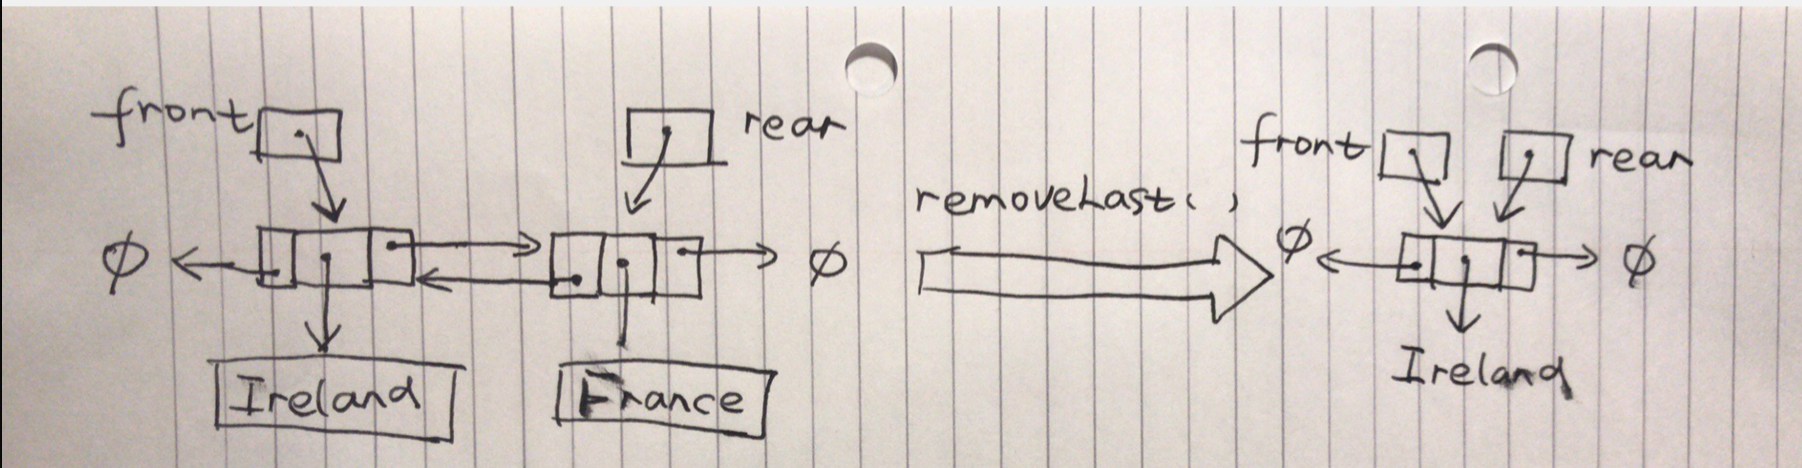 front
rear
front
rear
removeLast()
φ
φ
φ
φ
Ireland
France
Ireland